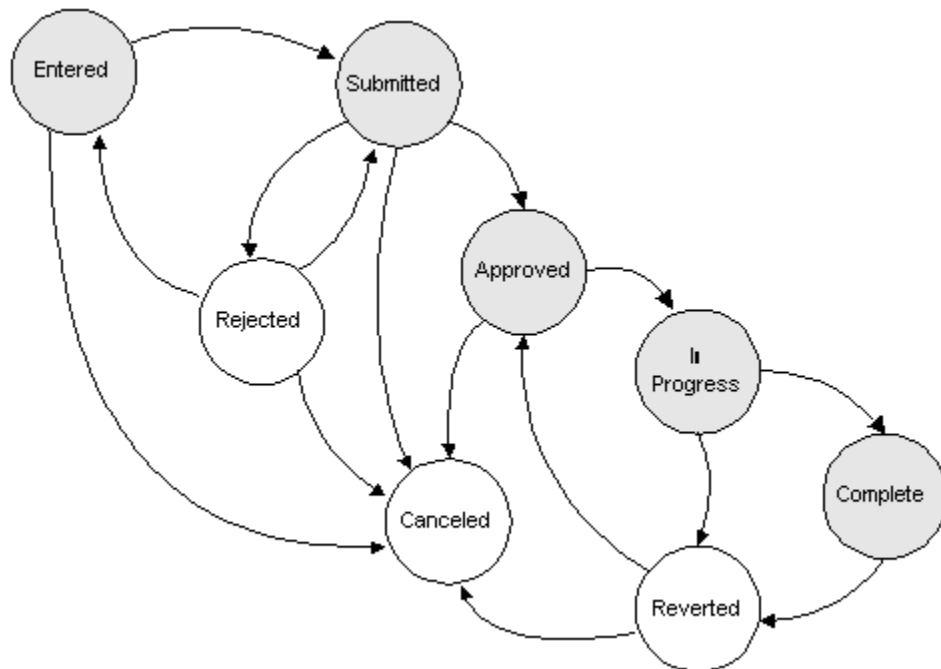 Entered
Submitted
Approved
Rejected
Progress
Complete
Canceled
Reverted